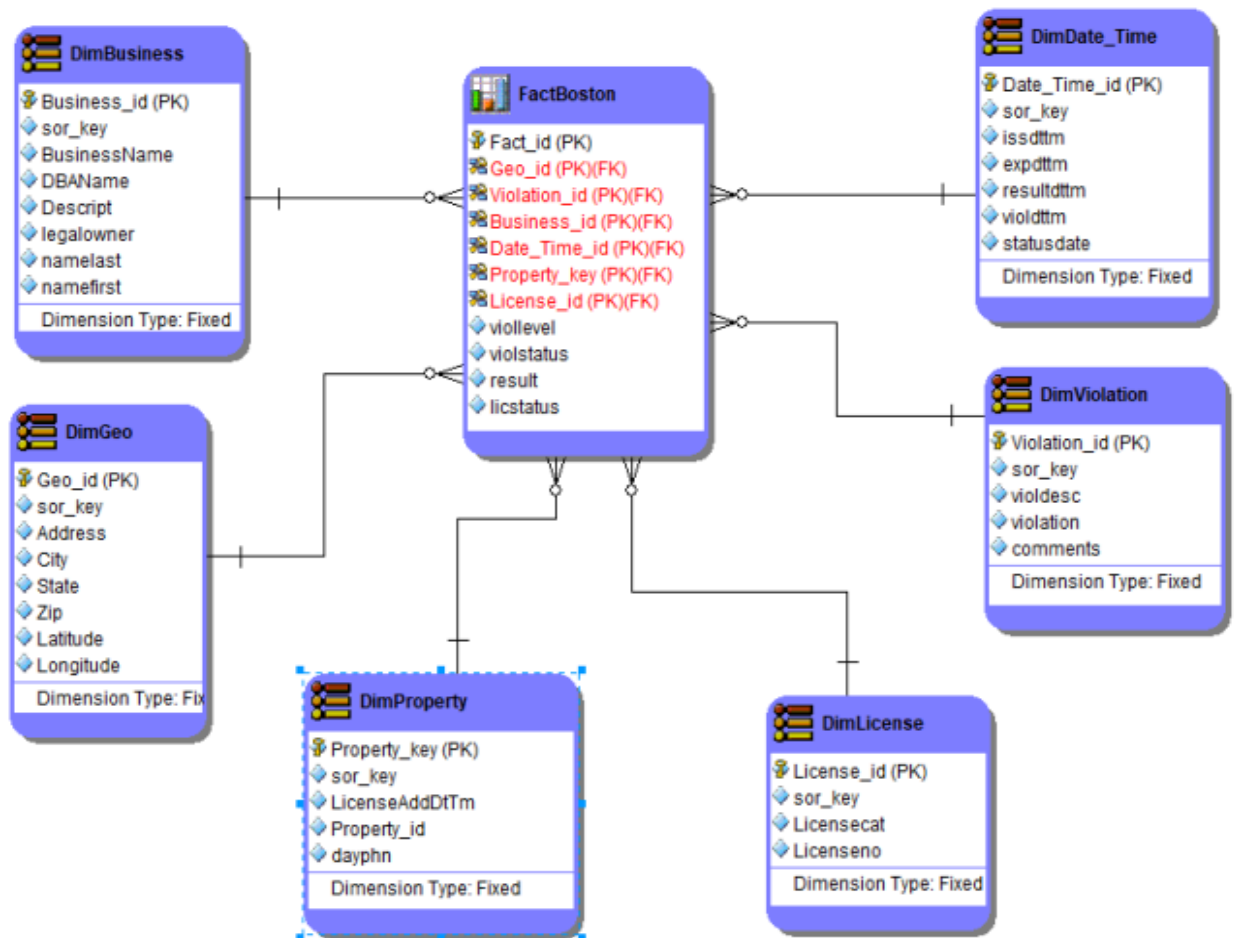 DimBusiness
Business_id (PK)
sor_key
BusinessName
DBAName
Descript
legalowner
namelast
namefirst
Dimension Type: Fixed
FactBoston
Fact_id (PK)
Geo_id (PK)(FK)
Violation_id (PK)(FK)
Business_id (PK)(FK)
Date_Time_id (PK)(FK)
Property_key (PK)(FK)
License_id (PK)(FK)
viollevel
violstatus
result
licstatus
DimDate_Time
Date_Time_id (PK)
sor_key
issdttm
expdttm
resultdttm
violdttm
statusdate
Dimension Type: Fixed
DimGeo
Geo_id (PK)
sor_key
Address
City
State
Zip
Latitude
Longitude
Dimension Type: Fix
DimViolation
Violation_id (PK)
sor_key
violdesc
violation
comments
Dimension Type: Fixed
DimProperty
Property_key (PK)
sor_key
LicenseAddDtTm
Property_id
dayphn
Dimension Type: Fixed
DimLicense
License_id (PK)
sor_key
Licensecat
Licenseno
Dimension Type: Fixed